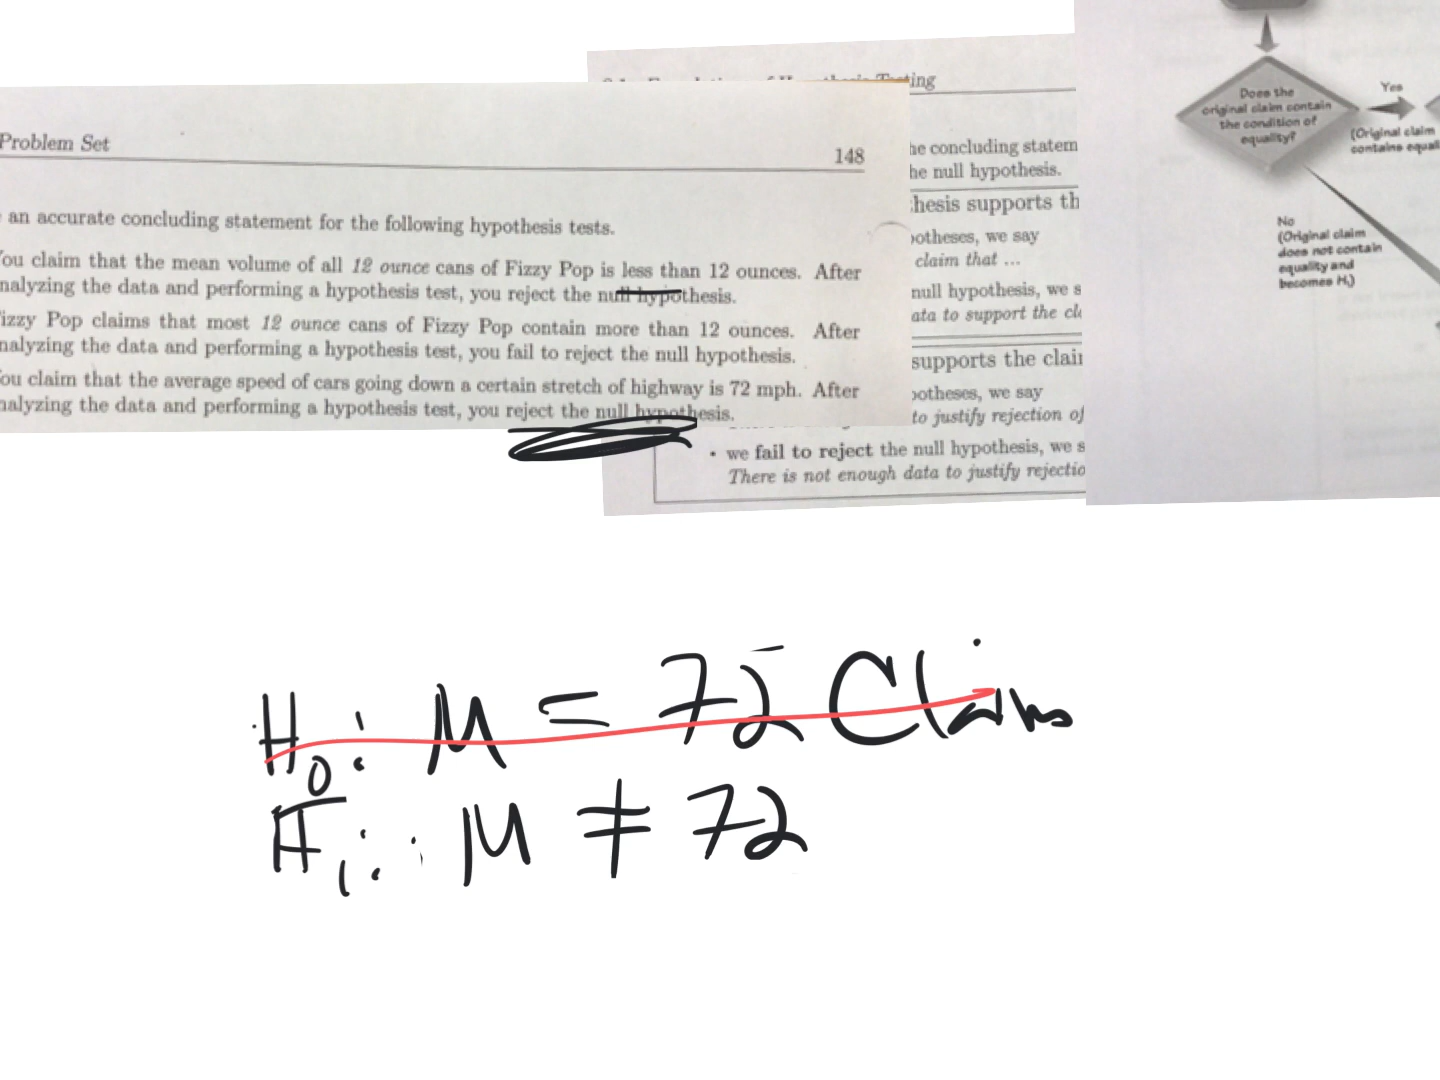 Problem Set
148
an accurate concluding statement for the following hypothesis tests.
You claim that the mean volume of all 12 ounce cans of Fizzy Pop is less than 12 ounces. After
nalyzing the data and performing a hypothesis test, you reject the null hypothesis.
izzy Pop claims that most 12 ounce cans of Fizzy Pop contain more than 12 ounces. After
nalyzing the data and performing a hypothesis test, you fail to reject the null hypothesis.
ou claim that the average speed of cars going down a certain stretch of highway is 72 mph. After
nalyzing the data and performing a hypothesis test, you reject the null hypothesis.
Testing
he concluding statem
he null hypothesis.
hesis supports th
otheses, we say
claim that ...
null hypothesis, we s
ata to support the cla
supports the clai
otheses, we say
to justify rejection of
• we fail to reject the null hypothesis, we s
There is not enough data to justify rejectio
Does the
original claim contain
the condition of
equality?
Yes
(Original claim
contains equal
No
(Original claim
does not contain
equality and
becomes H₁)
H₀: μ = 72 Claim
H₁: μ ≠ 72